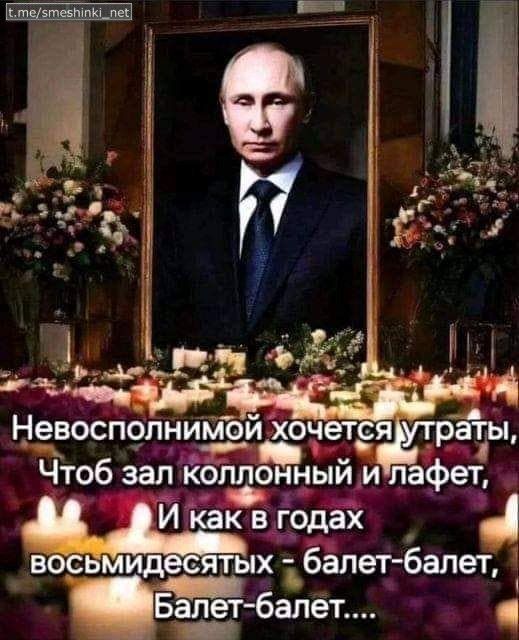 t.me/smeshinki_net
Невосполнимой хочется утраты,
Чтоб зал коллонный и лафет,
И как в годах
восьмидесятых - балет-балет,
Балет-балет....